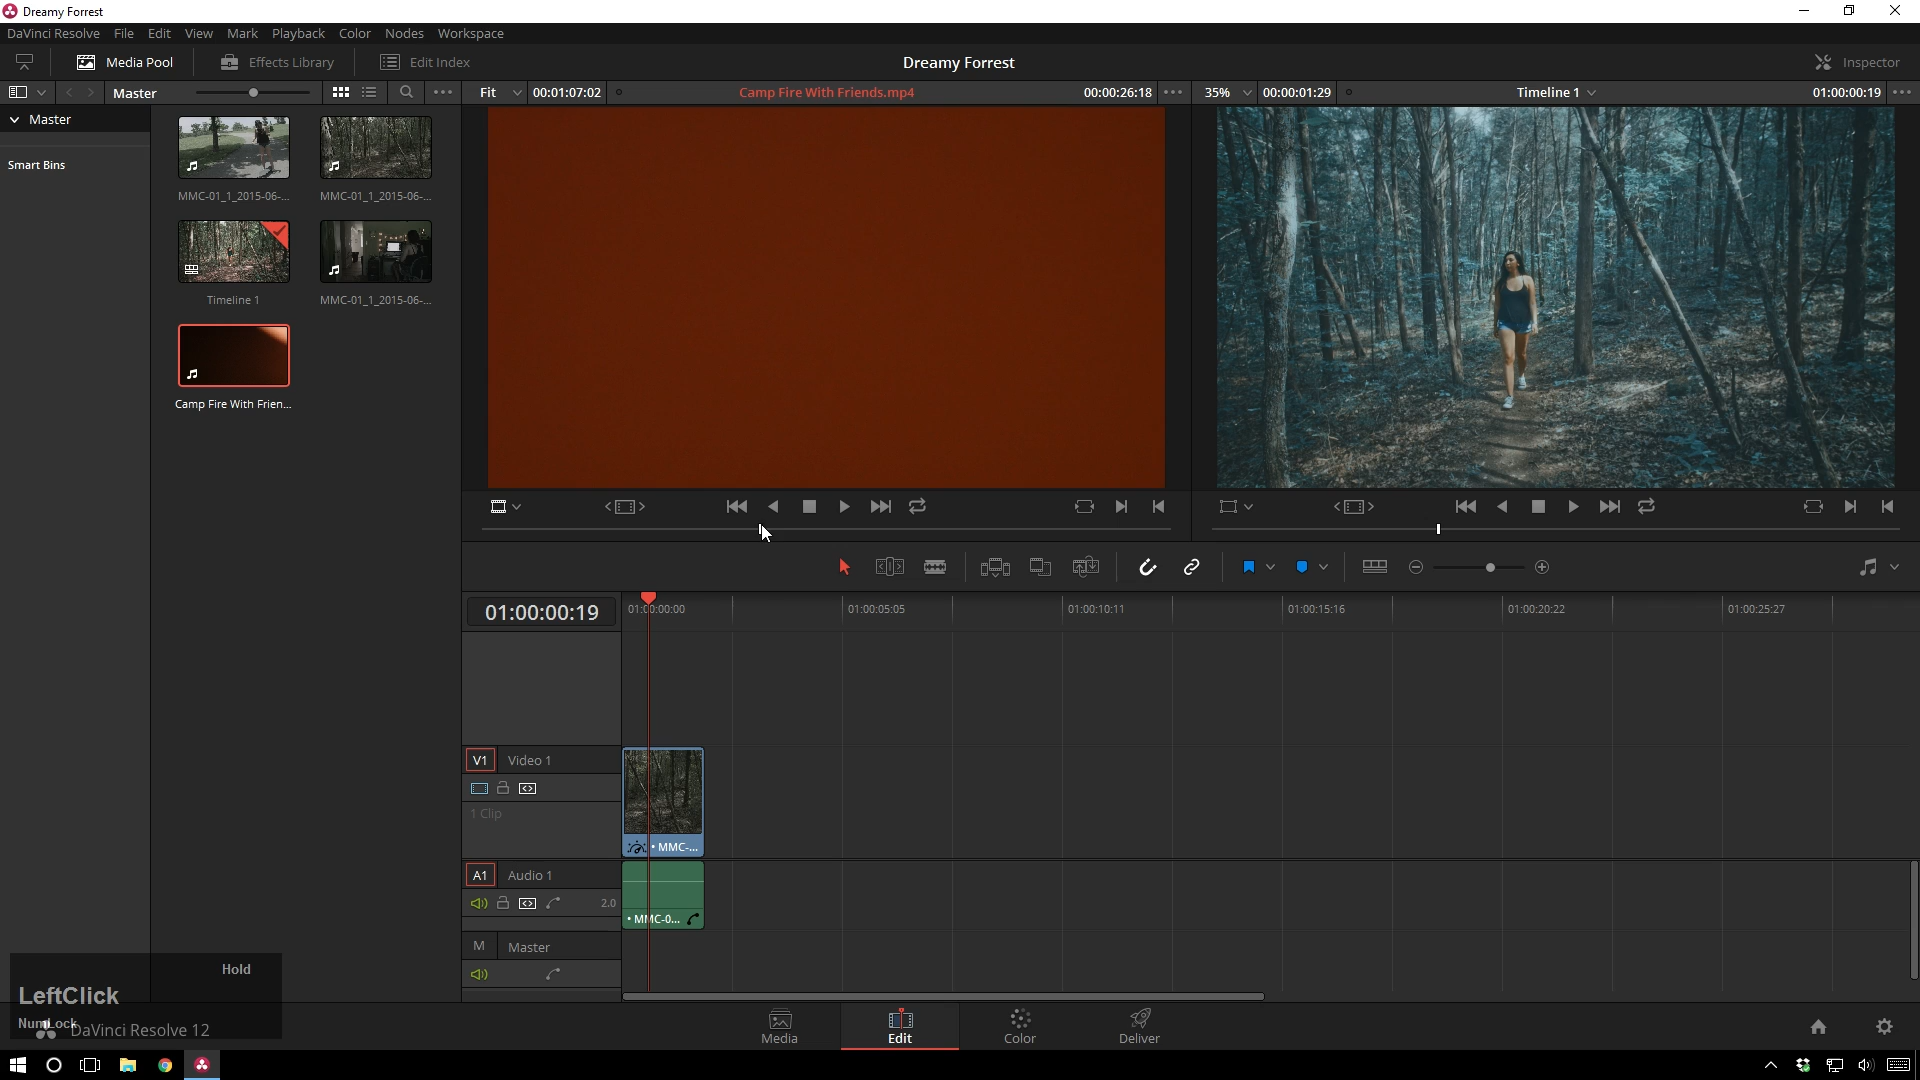 Dreamy Forrest
DaVinci Resolve File Edit View Mark Playback Color Nodes Workspace
Media Pool Effects Library Edit Index Dreamy Forrest Inspector
Master Fit 00:01:07:02 Camp Fire With Friends.mp4 00:00:26:18 35% 00:00:01:29 Timeline 1 01:00:00:19
Master
Smart Bins
MMC-01_1_2015-06-... MMC-01_1_2015-06-...
Timeline 1 MMC-01_1_2015-06-...
Camp Fire With Frien...
01:00:00:19 01:00:00:00 01:00:05:05 01:00:10:11 01:00:15:16 01:00:20:22 01:00:25:27
V1 Video 1
1 Clip
• MMC-...
A1 Audio 1
2.0
• MMC-0...
M Master
Hold
LeftClick
NumLock
DaVinci Resolve 12
Media Edit Color Deliver